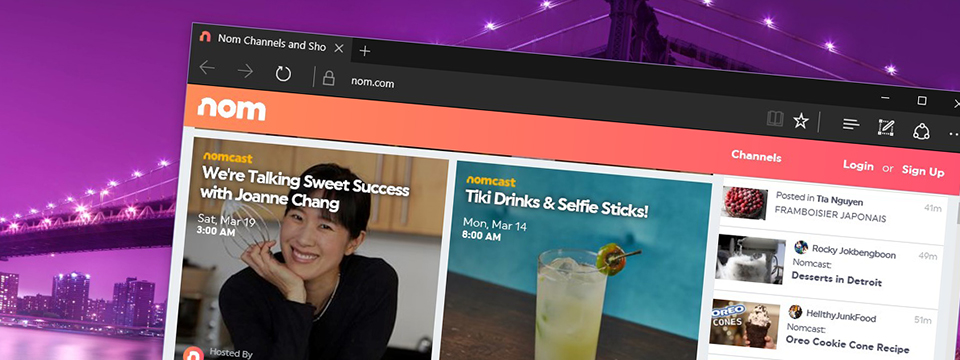 Nom Channels and Sho
nom.com
nom
Channels
Login or Sign Up
nomcast
We're Talking Sweet Success
with Joanne Chang
Sat, Mar 19
3:00 AM
Hosted By
nomcast
Tiki Drinks & Selfie Sticks!
Mon, Mar 14
8:00 AM
Posted in Tia Nguyen
41m
FRAMBOISIER JAPONAIS
Rocky Jokbengboon
49m
Nomcast:
Desserts in Detroit
OREO
CONES
HellthyJunkFood
51m
Nomcast:
Oreo Cookie Cone Recipe